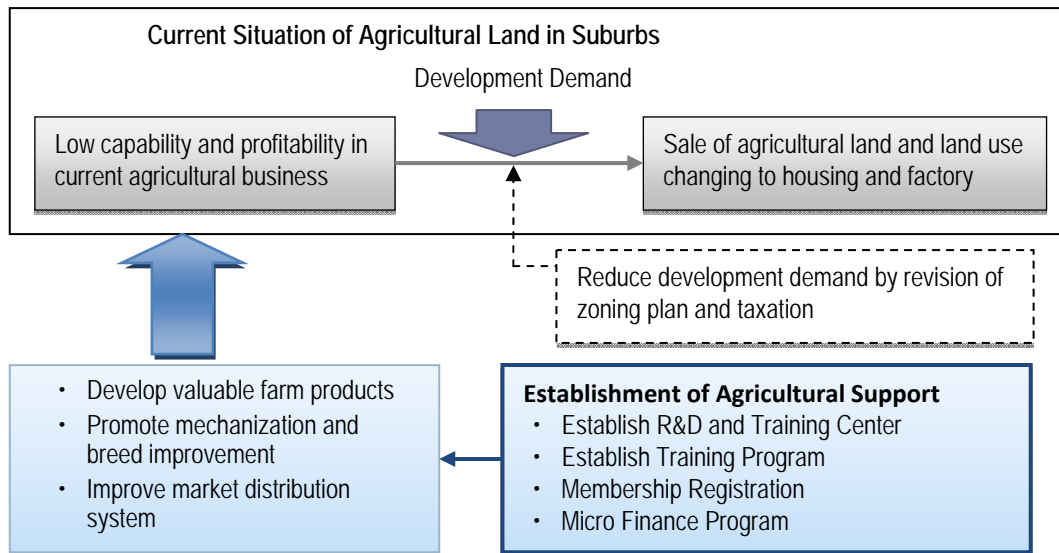 Current Situation of Agricultural Land in Suburbs
Development Demand
Low capability and profitability in
current agricultural business
Sale of agricultural land and land use
changing to housing and factory
Reduce development demand by revision of
zoning plan and taxation
• Develop valuable farm products
• Promote mechanization and
breed improvement
• Improve market distribution
system
Establishment of Agricultural Support
• Establish R&D and Training Center
• Establish Training Program
• Membership Registration
• Micro Finance Program